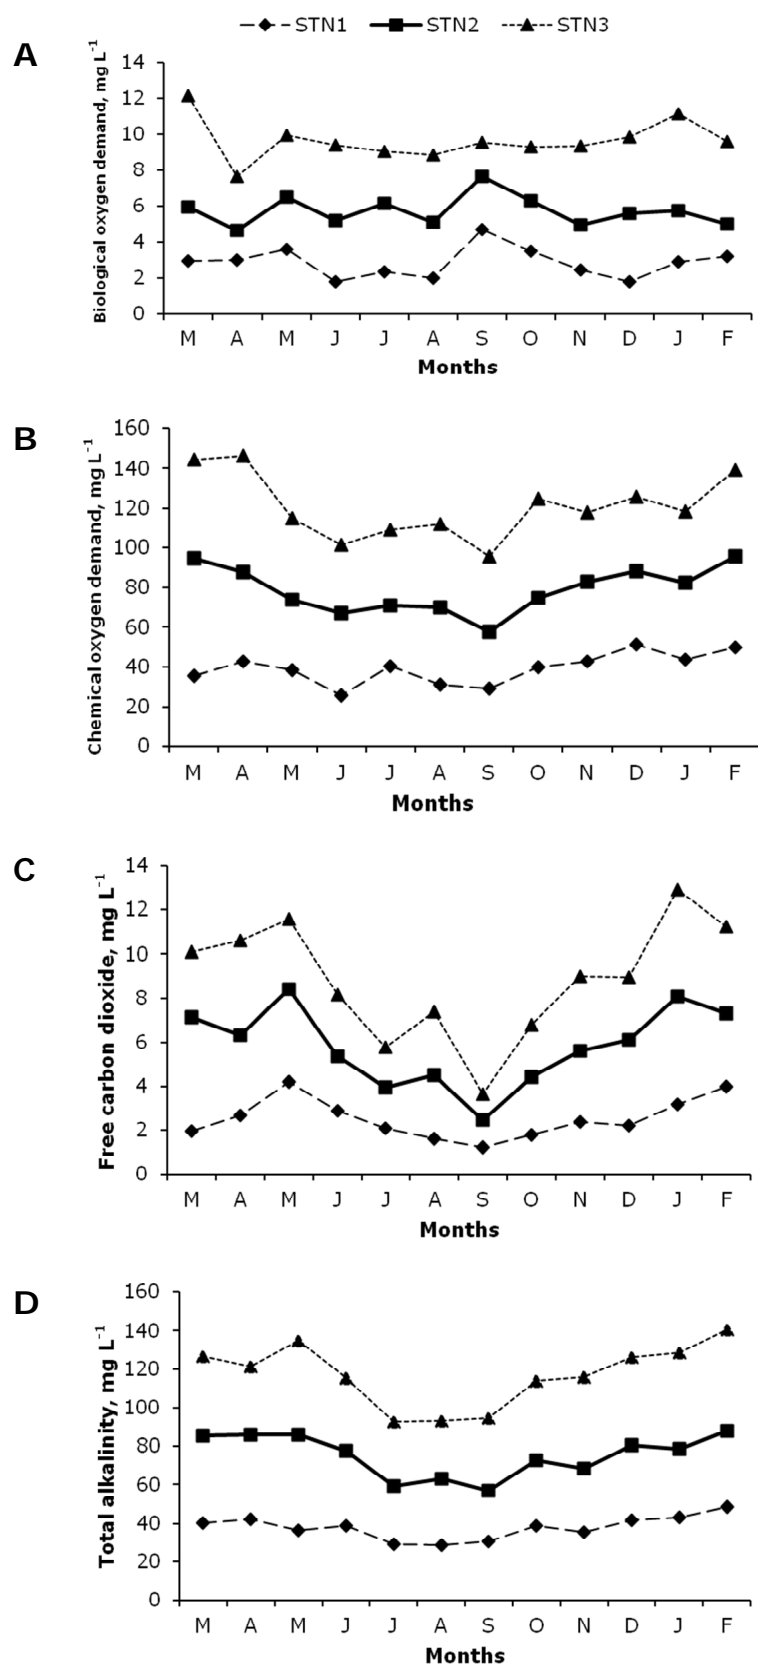 STN1 STN2 STN3
A
Biological oxygen demand, mg L⁻¹
14
12
10
8
6
4
2
0
M A M J J A S O N D J F
Months
B
Chemical oxygen demand, mg L⁻¹
160
140
120
100
80
60
40
20
0
M A M J J A S O N D J F
Months
C
Free carbon dioxide, mg L⁻¹
14
12
10
8
6
4
2
0
M A M J J A S O N D J F
Months
D
Total alkalinity, mg L⁻¹
160
140
120
100
80
60
40
20
0
M A M J J A S O N D J F
Months